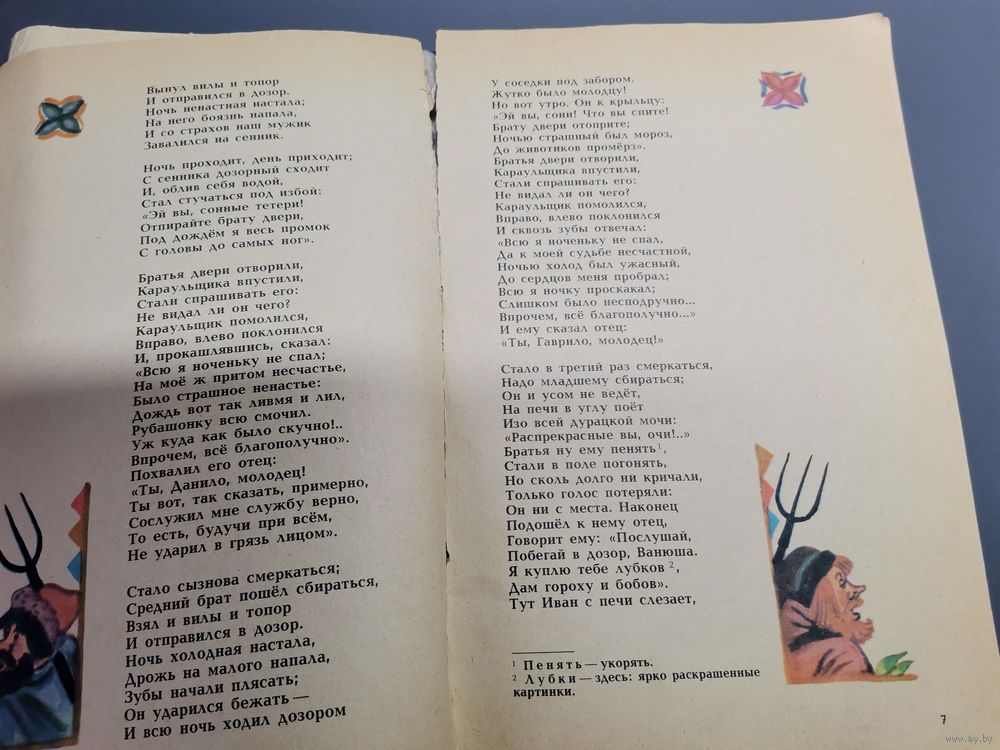 Вынул вилы и топор
И отправился в дозор.
Ночь ненастная настала;
На него боязнь напала,
И со страхов наш мужик
Завалился на сенник.
Ночь проходит, день приходит;
С сенника дозорный сходит
И, облив себя водой,
Стал стучаться под избой:
«Эй вы, сонные тетери!
Отпирайте брату двери,
Под дождём я весь промок
С головы до самых ног».
Братья двери отворили,
Караульщика впустили,
Стали спрашивать его:
Не видал ли он чего?
Караульщик помолился,
Вправо, влево поклонился
И, прокашлявшись, сказал:
«Всю я ноченьку не спал;
На моё ж притом несчастье,
Было страшное ненастье:
Дождь вот так ливмя и лил,
Рубашонку всю смочил.
Уж куда как было скучно!..
Впрочем, всё благополучно».
Похвалил его отец:
«Ты, Данило, молодец!
Ты вот, так сказать, примерно,
Сослужил мне службу верно,
То есть, будучи при всём,
Не ударил в грязь лицом».
Стало сызнова смеркаться;
Средний брат пошёл сбираться,
Взял и вилы и топор
И отправился в дозор.
Ночь холодная настала,
Дрожь на малого напала,
Зубы начали плясать;
Он ударился бежать —
И всю ночь ходил дозором
У соседки под забором.
Жутко было молодцу!
Но вот утро. Он к крыльцу:
«Эй вы, сони! Что вы спите!
Брату двери отоприте;
Ночью страшный был мороз,
До животиков промёрз».
Братья двери отворили,
Караульщика впустили,
Стали спрашивать его:
Не видал ли он чего?
Караульщик помолился,
Вправо, влево поклонился
И сквозь зубы отвечал:
«Всю я ноченьку не спал,
Да к моей судьбе несчастной,
Ночью холод был ужасный,
До сердцов меня пробрал;
Всю я ночку проскакал;
Слишком было несподручно...
Впрочем, всё благополучно...»
И ему сказал отец:
«Ты, Гаврило, молодец!»
Стало в третий раз смеркаться,
Надо младшему сбираться;
Он и усом не ведёт,
На печи в углу поёт
Изо всей дурацкой мочи:
«Распрекрасные вы, очи!..»
Братья ну ему пенять¹,
Стали в поле погонять,
Но сколь долго ни кричали,
Только голос потеряли:
Он ни с места. Наконец
Подошёл к нему отец,
Говорит ему: «Послушай,
Побегай в дозор, Ванюша.
Я куплю тебе лубков²,
Дам гороху и бобов».
Тут Иван с печи слезает,
¹ Пенять — укорять.
² Лубки — здесь: ярко раскрашенные
картинки.
7
www.ay.by